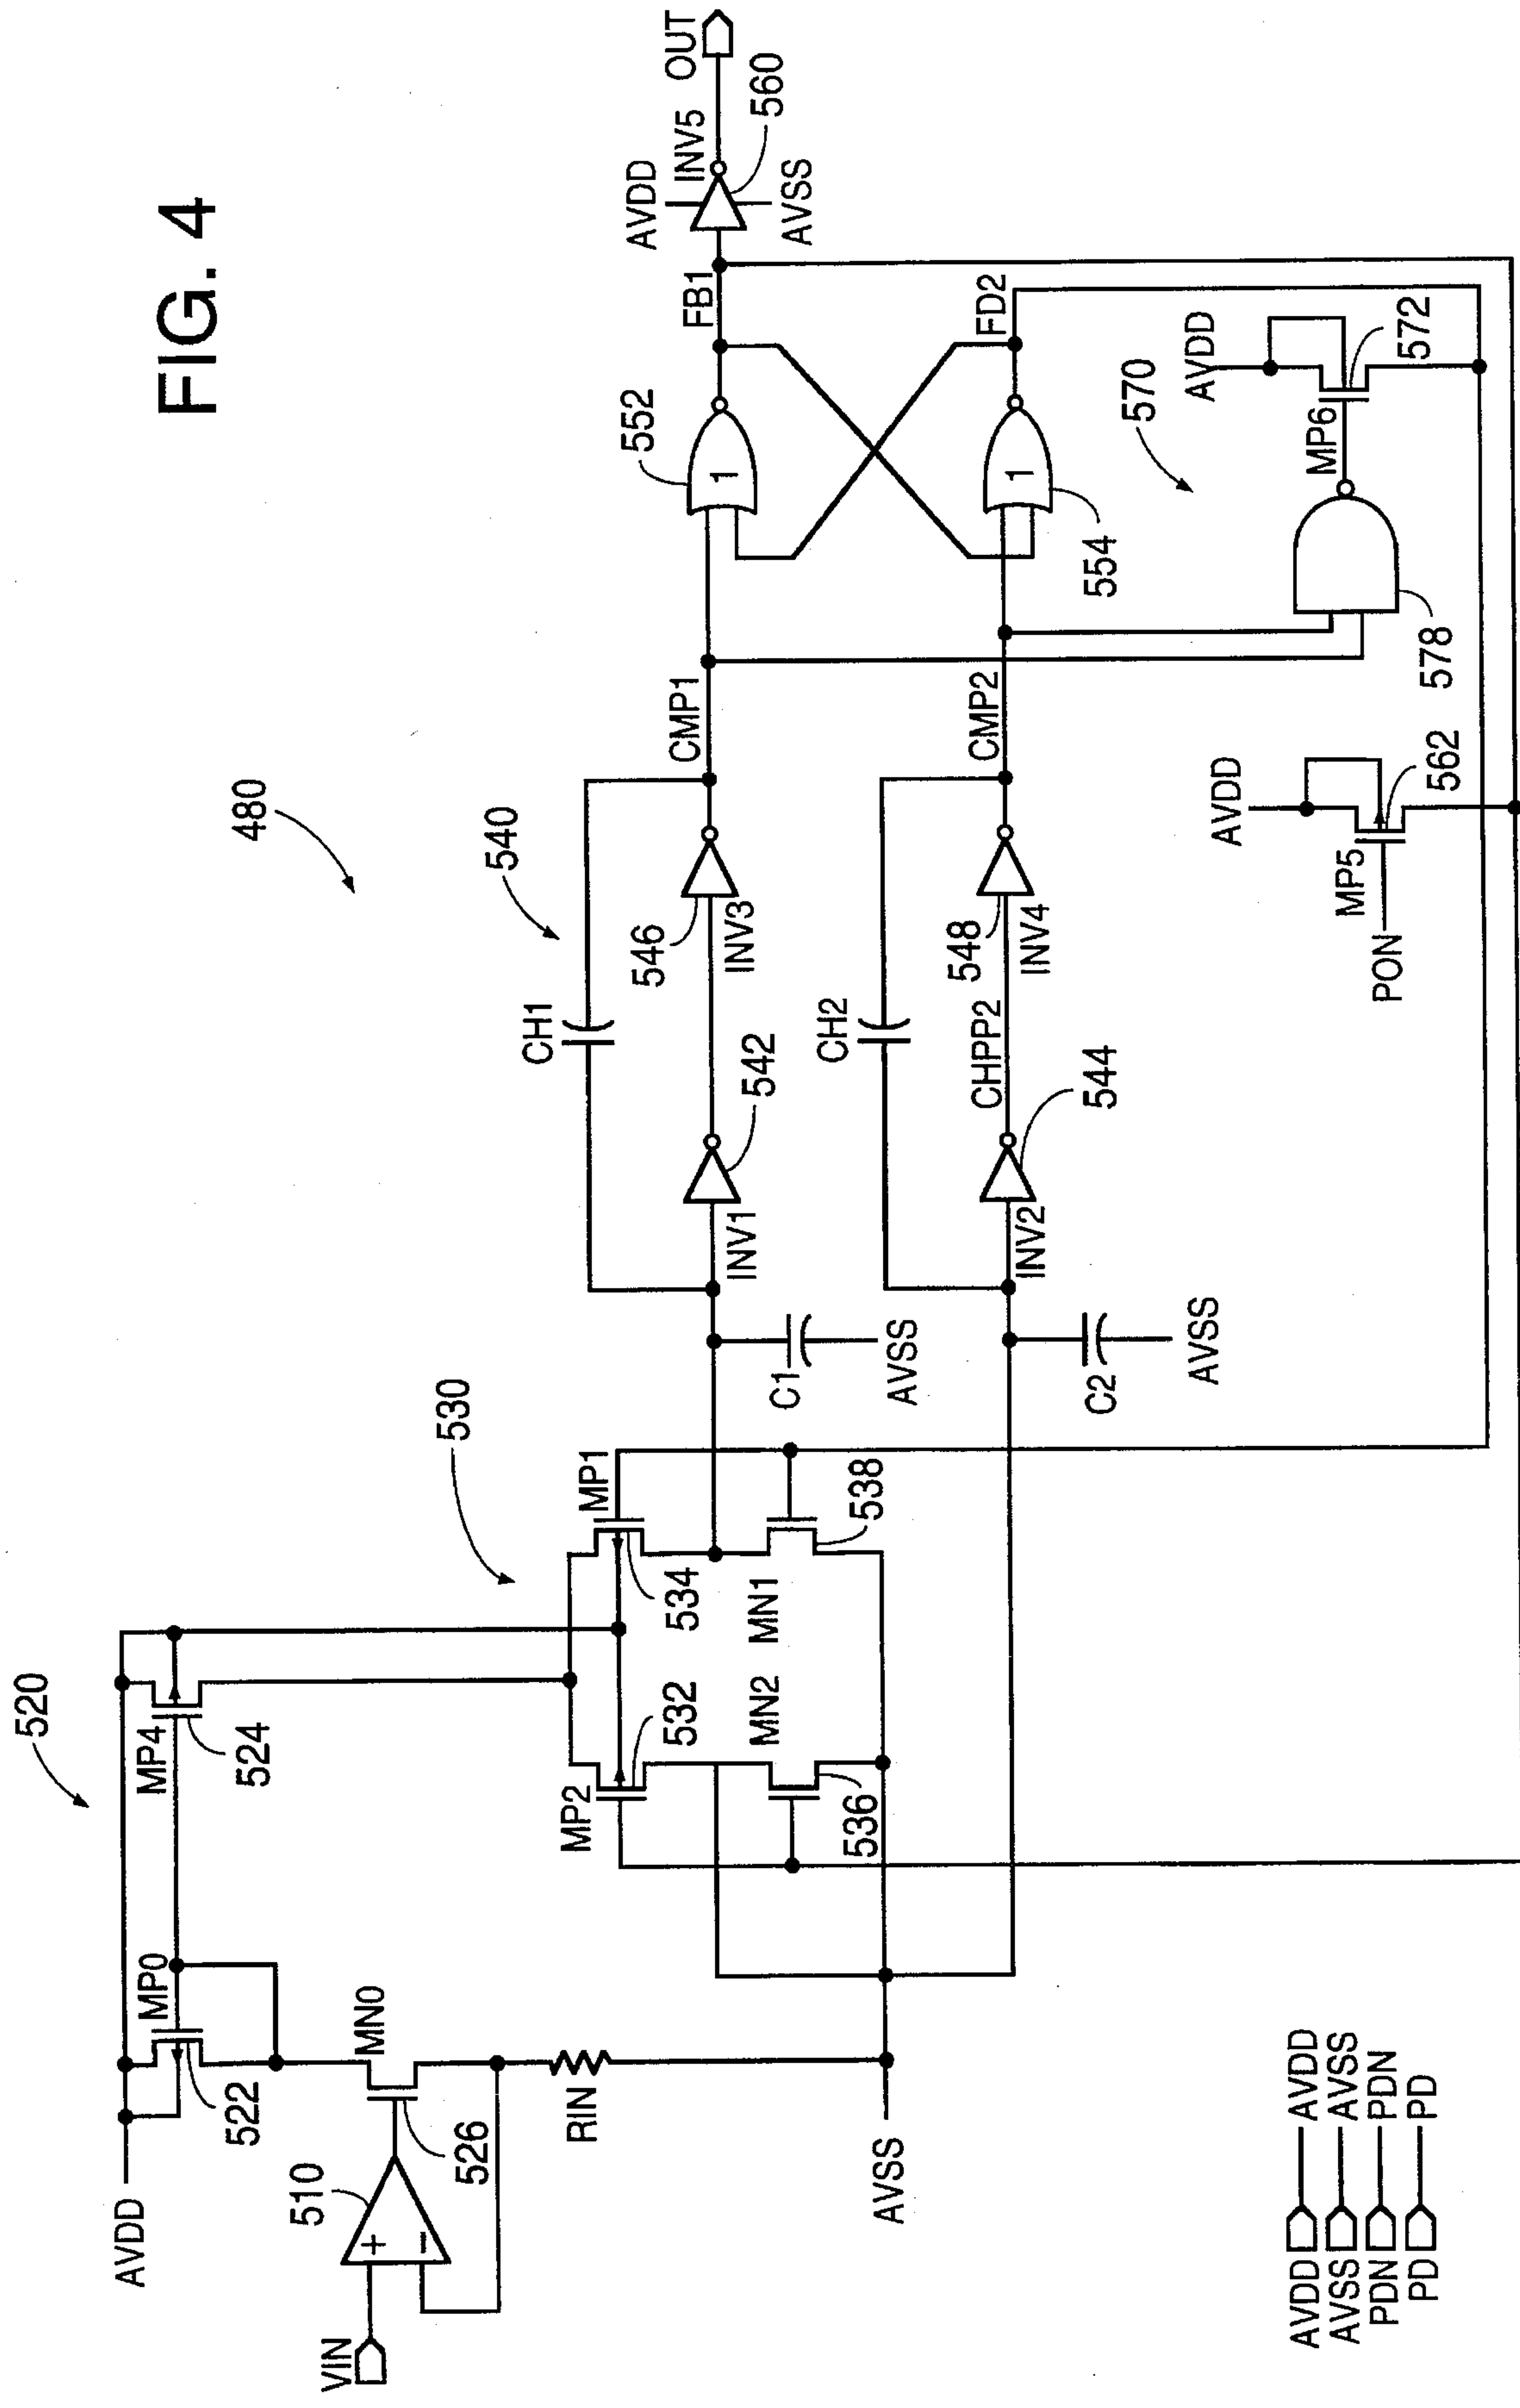 FIG. 4
480
520
AVDD
MP0
522
MP4
524
VIN
+
−
510
MN0
526
RIN
AVSS
530
MP2
532
MP1
534
MN2
536
MN1
538
C1
AVSS
C2
AVSS
540
CH1
INV1
542
546
INV3
CMP1
CH2
INV2
544
CHPP2
548
INV4
CMP2
552
1
FB1
554
1
FD2
AVDD
INV5
OUT
560
AVSS
570
578
MP6
AVDD
572
AVDD
MP5
PON
562
AVDD AVDD
AVSS AVSS
PDN PDN
PD PD